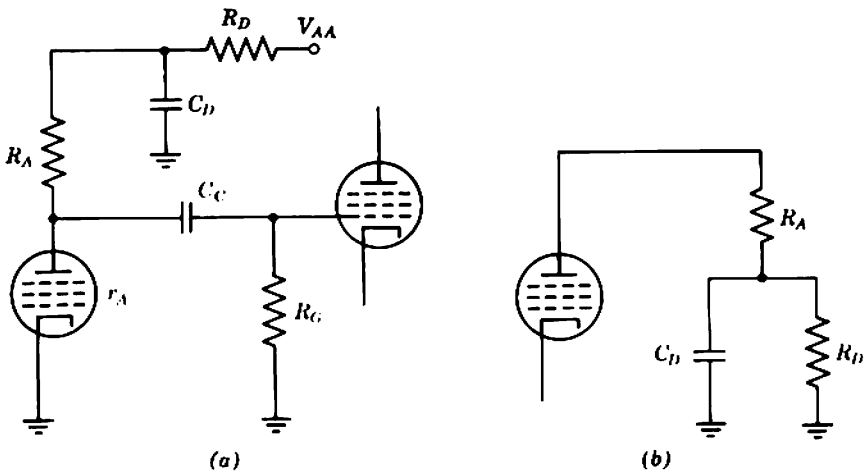 R_D
V_AA
C_D
R_A
C_C
r_A
R_G
(a)
R_A
C_D
R_D
(b)